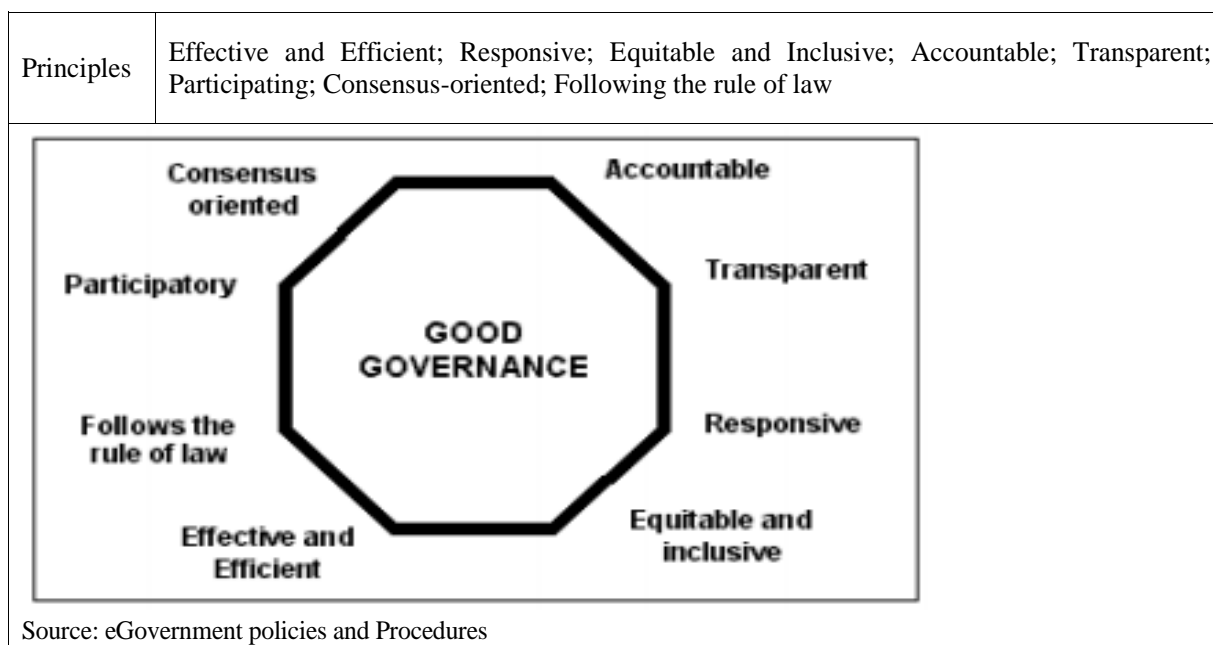 Principles
Effective and Efficient; Responsive; Equitable and Inclusive; Accountable; Transparent;
Participating; Consensus-oriented; Following the rule of law
Consensus
oriented
Accountable
Participatory
Transparent
GOOD
GOVERNANCE
Follows the
rule of law
Responsive
Effective and
Efficient
Equitable and
inclusive
Source: eGovernment policies and Procedures